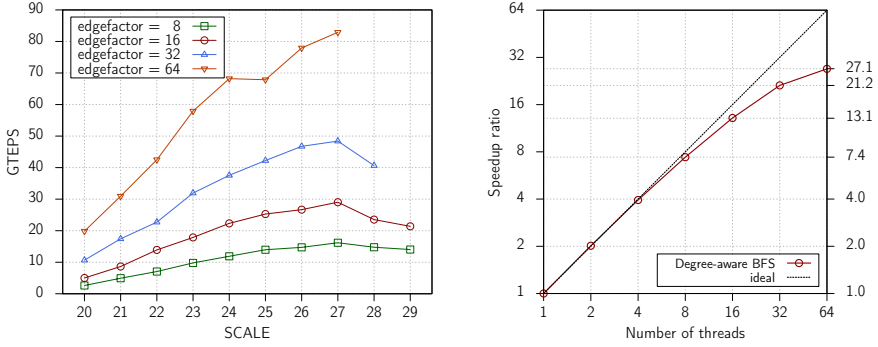 90
80
70
60
50
40
30
20
10
0
GTEPS
edgefactor = 8
edgefactor = 16
edgefactor = 32
edgefactor = 64
20 21 22 23 24 25 26 27 28 29
SCALE
64
32
16
8
4
2
1
Speedup ratio
27.1
21.2
13.1
7.4
4.0
2.0
1.0
Degree-aware BFS
ideal
1 2 4 8 16 32 64
Number of threads